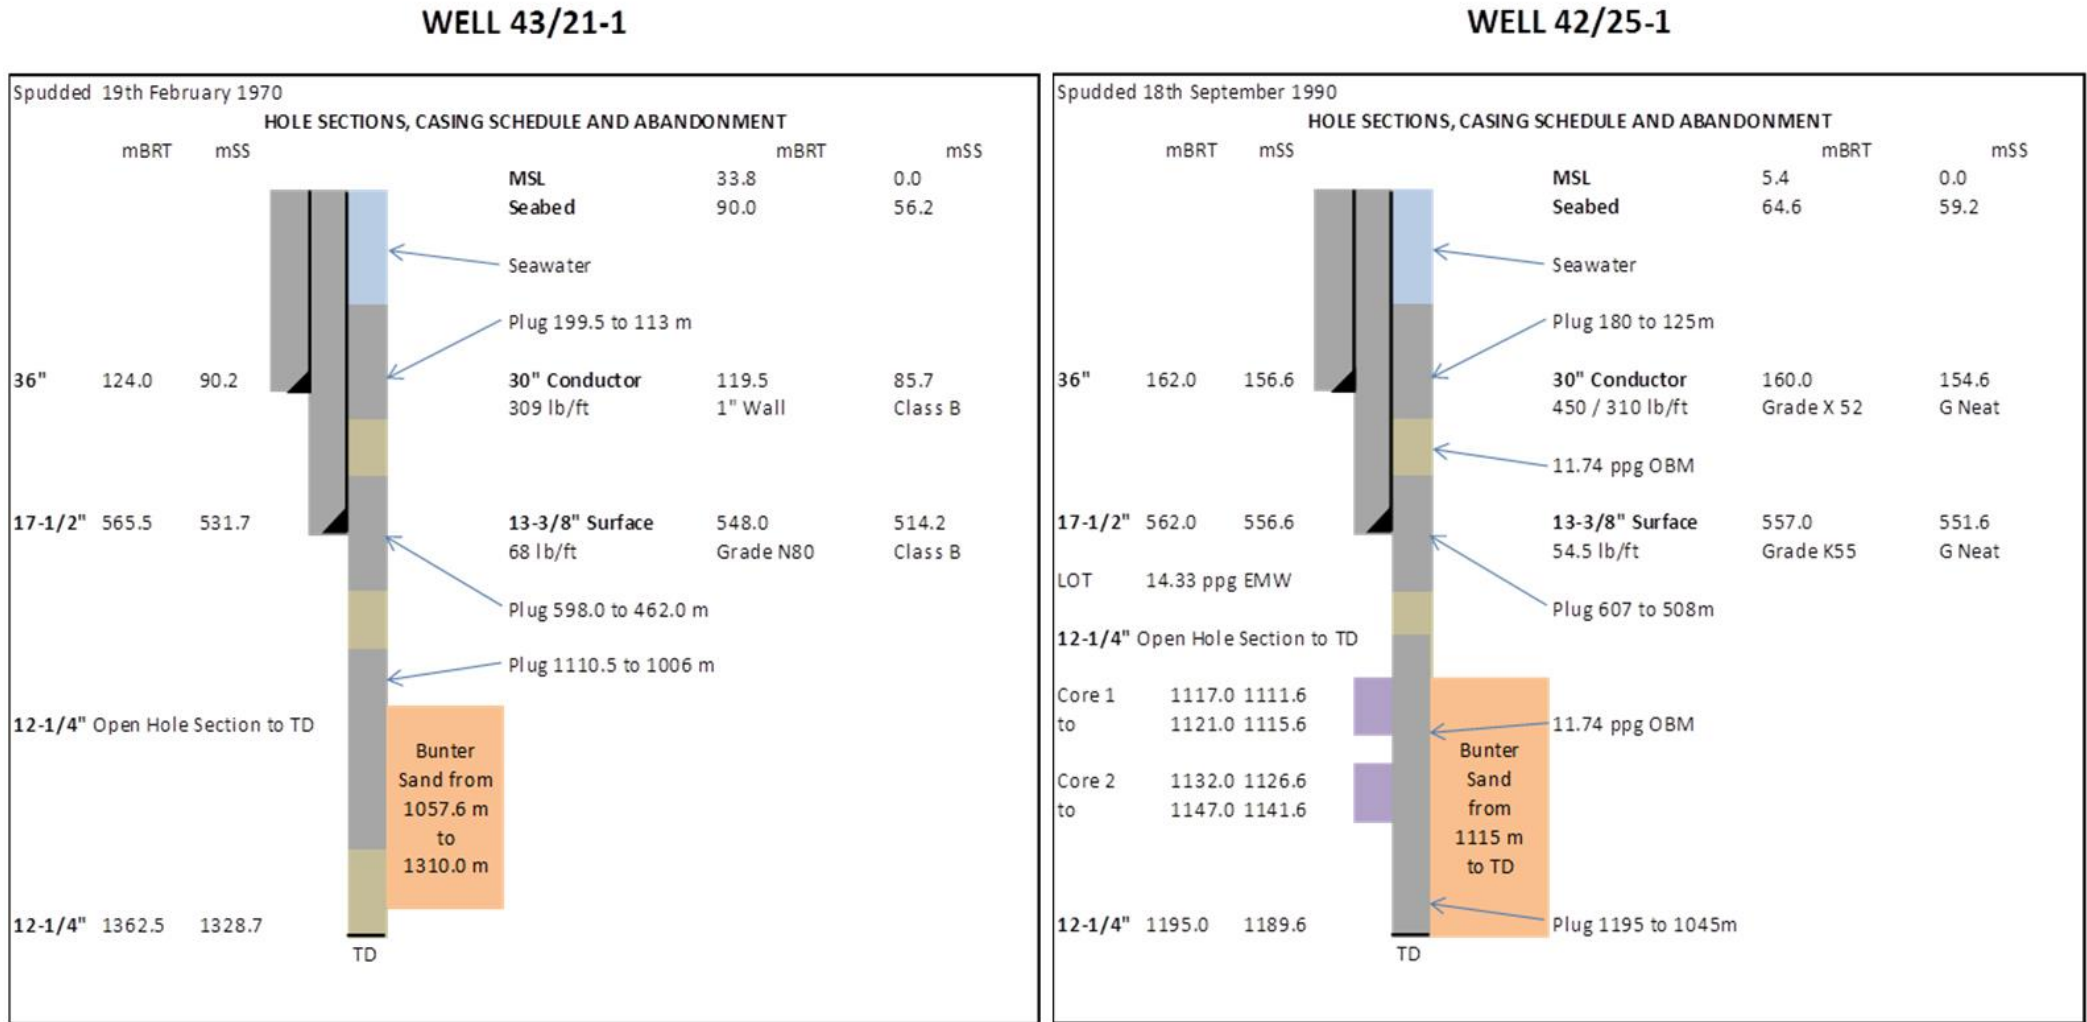 WELL 43/21-1
Spudded 19th February 1970
HOLE SECTIONS, CASING SCHEDULE AND ABANDONMENT
mBRT mSS mBRT mSS
MSL 33.8 0.0
Seabed 90.0 56.2
Seawater
Plug 199.5 to 113 m
36" 124.0 90.2 30" Conductor 119.5 85.7
309 lb/ft 1" Wall Class B
17-1/2" 565.5 531.7 13-3/8" Surface 548.0 514.2
68 lb/ft Grade N80 Class B
Plug 598.0 to 462.0 m
Plug 1110.5 to 1006 m
12-1/4" Open Hole Section to TD
Bunter
Sand from
1057.6 m
to
1310.0 m
12-1/4" 1362.5 1328.7
TD
WELL 42/25-1
Spudded 18th September 1990
HOLE SECTIONS, CASING SCHEDULE AND ABANDONMENT
mBRT mSS mBRT mSS
MSL 5.4 0.0
Seabed 64.6 59.2
Seawater
Plug 180 to 125m
36" 162.0 156.6 30" Conductor 160.0 154.6
450 / 310 lb/ft Grade X 52 G Neat
11.74 ppg OBM
17-1/2" 562.0 556.6 13-3/8" Surface 557.0 551.6
54.5 lb/ft Grade K55 G Neat
LOT 14.33 ppg EMW
Plug 607 to 508m
12-1/4" Open Hole Section to TD
Core 1 1117.0 1111.6
to 1121.0 1115.6 11.74 ppg OBM
Bunter
Core 2 1132.0 1126.6 Sand
to 1147.0 1141.6 from
1115 m
to TD
12-1/4" 1195.0 1189.6 Plug 1195 to 1045m
TD